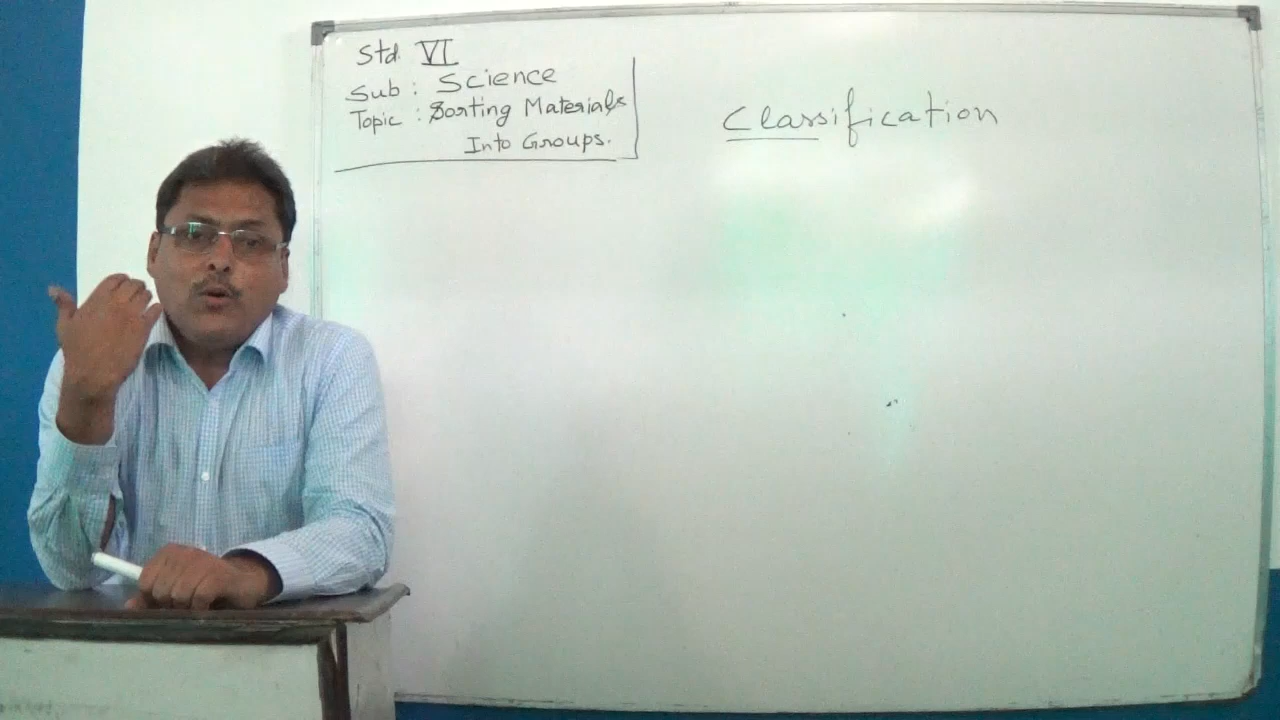 Std. VI
Sub : Science
Topic : Sorting Materials
Into Groups.
Classification